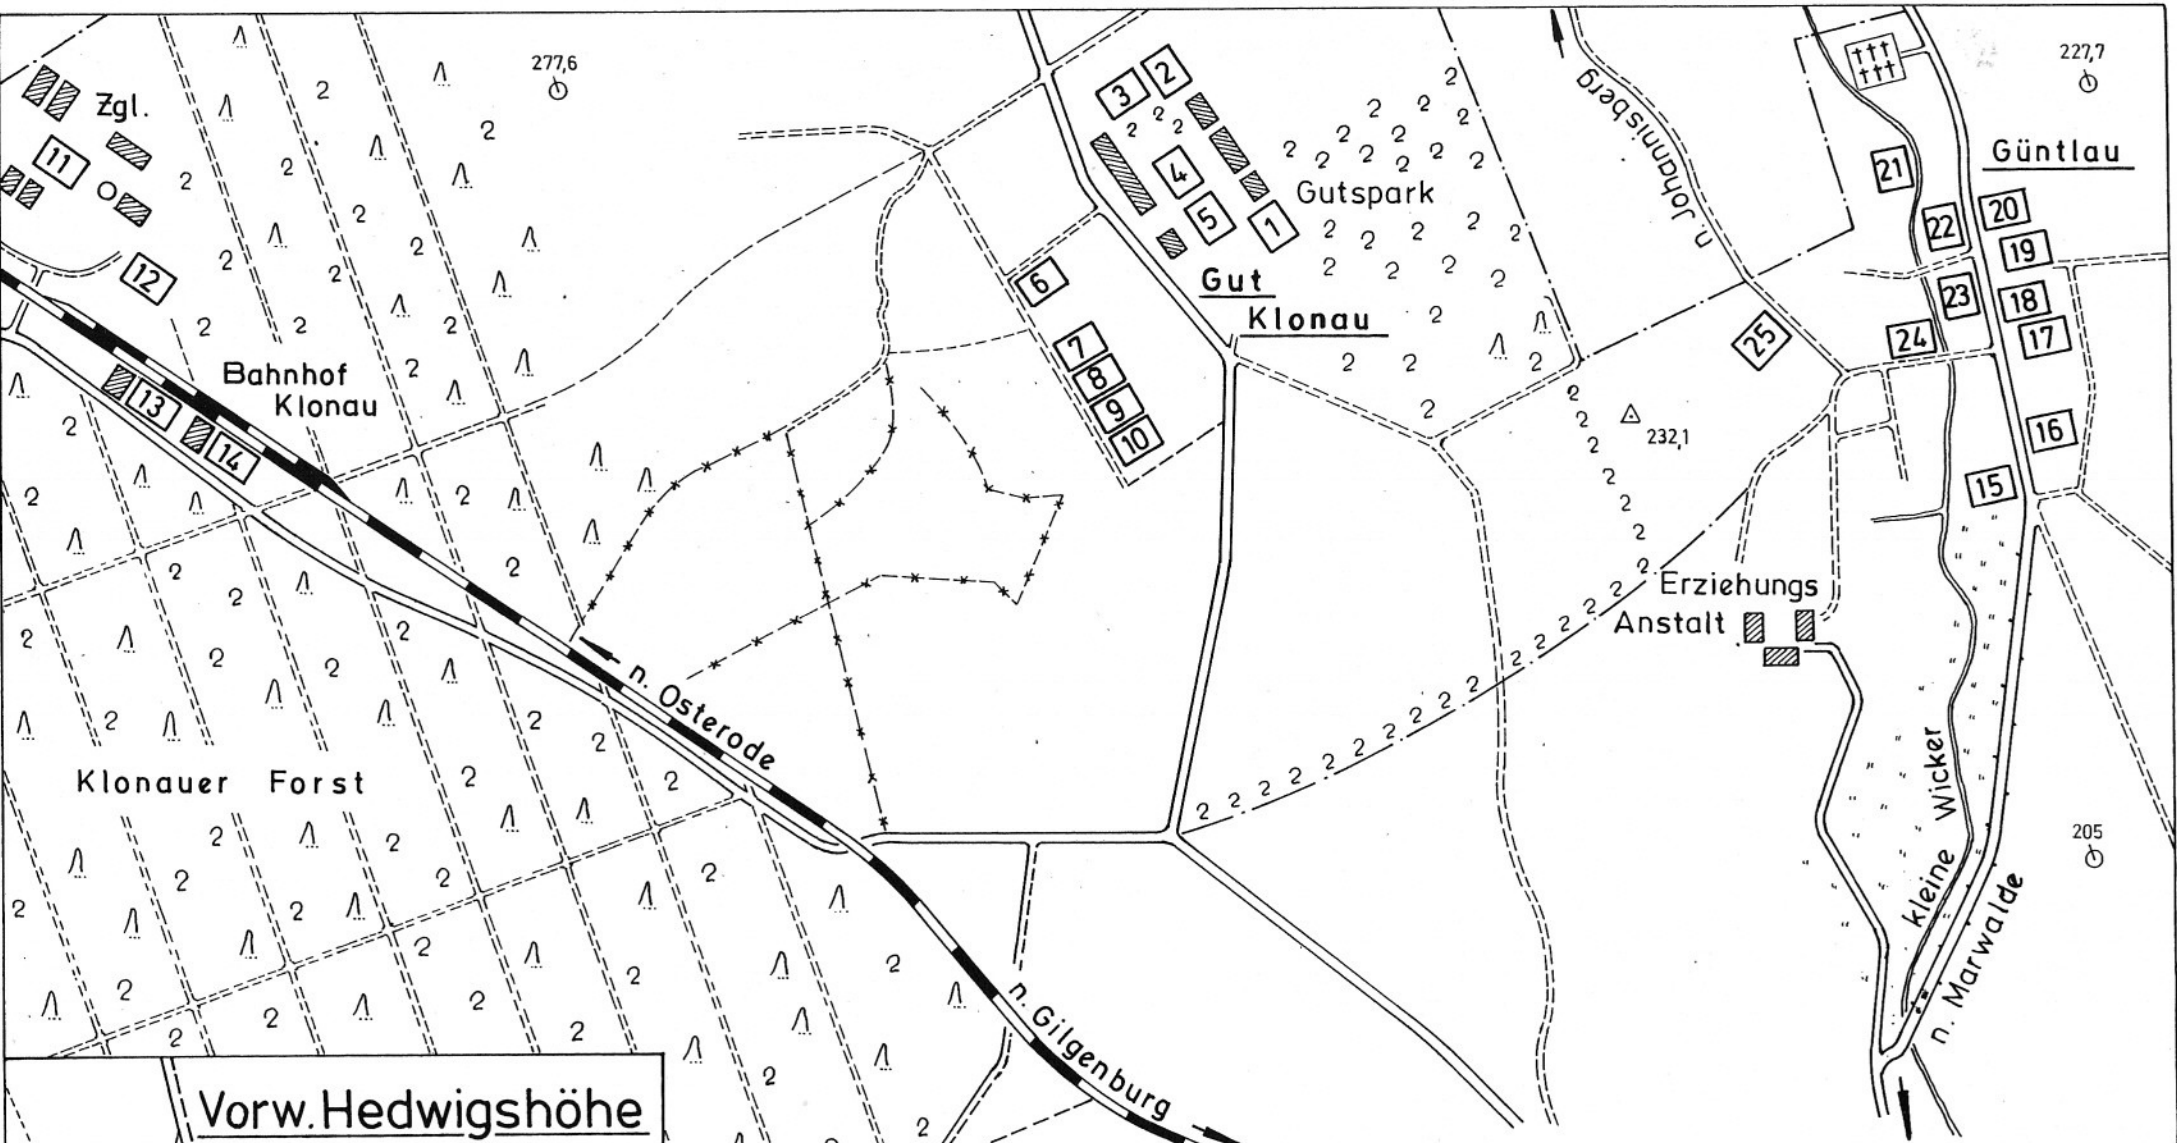 277,6
227,7
Zgl.
2
3
11
n. Johannisberg
Güntlau
21
4
Gutspark
5
1
20
22
19
12
6
Gut
Klonau
23
18
24
17
25
7
8
9
10
Bahnhof
Klonau
13
14
232,1
16
15
Erziehungs
Anstalt
n. Osterode
Klonauer Forst
kleine Wicker
205
n. Marwalde
n. Gilgenburg
Vorw. Hedwigshöhe